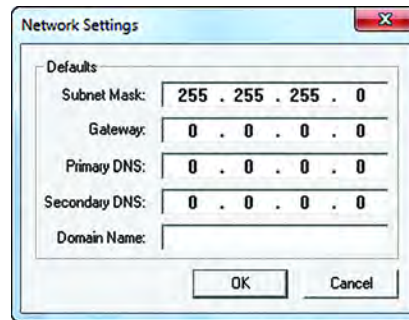 Network Settings
Defaults
Subnet Mask: 255 . 255 . 255 . 0
Gateway: 0 . 0 . 0 . 0
Primary DNS: 0 . 0 . 0 . 0
Secondary DNS: 0 . 0 . 0 . 0
Domain Name:
OK Cancel